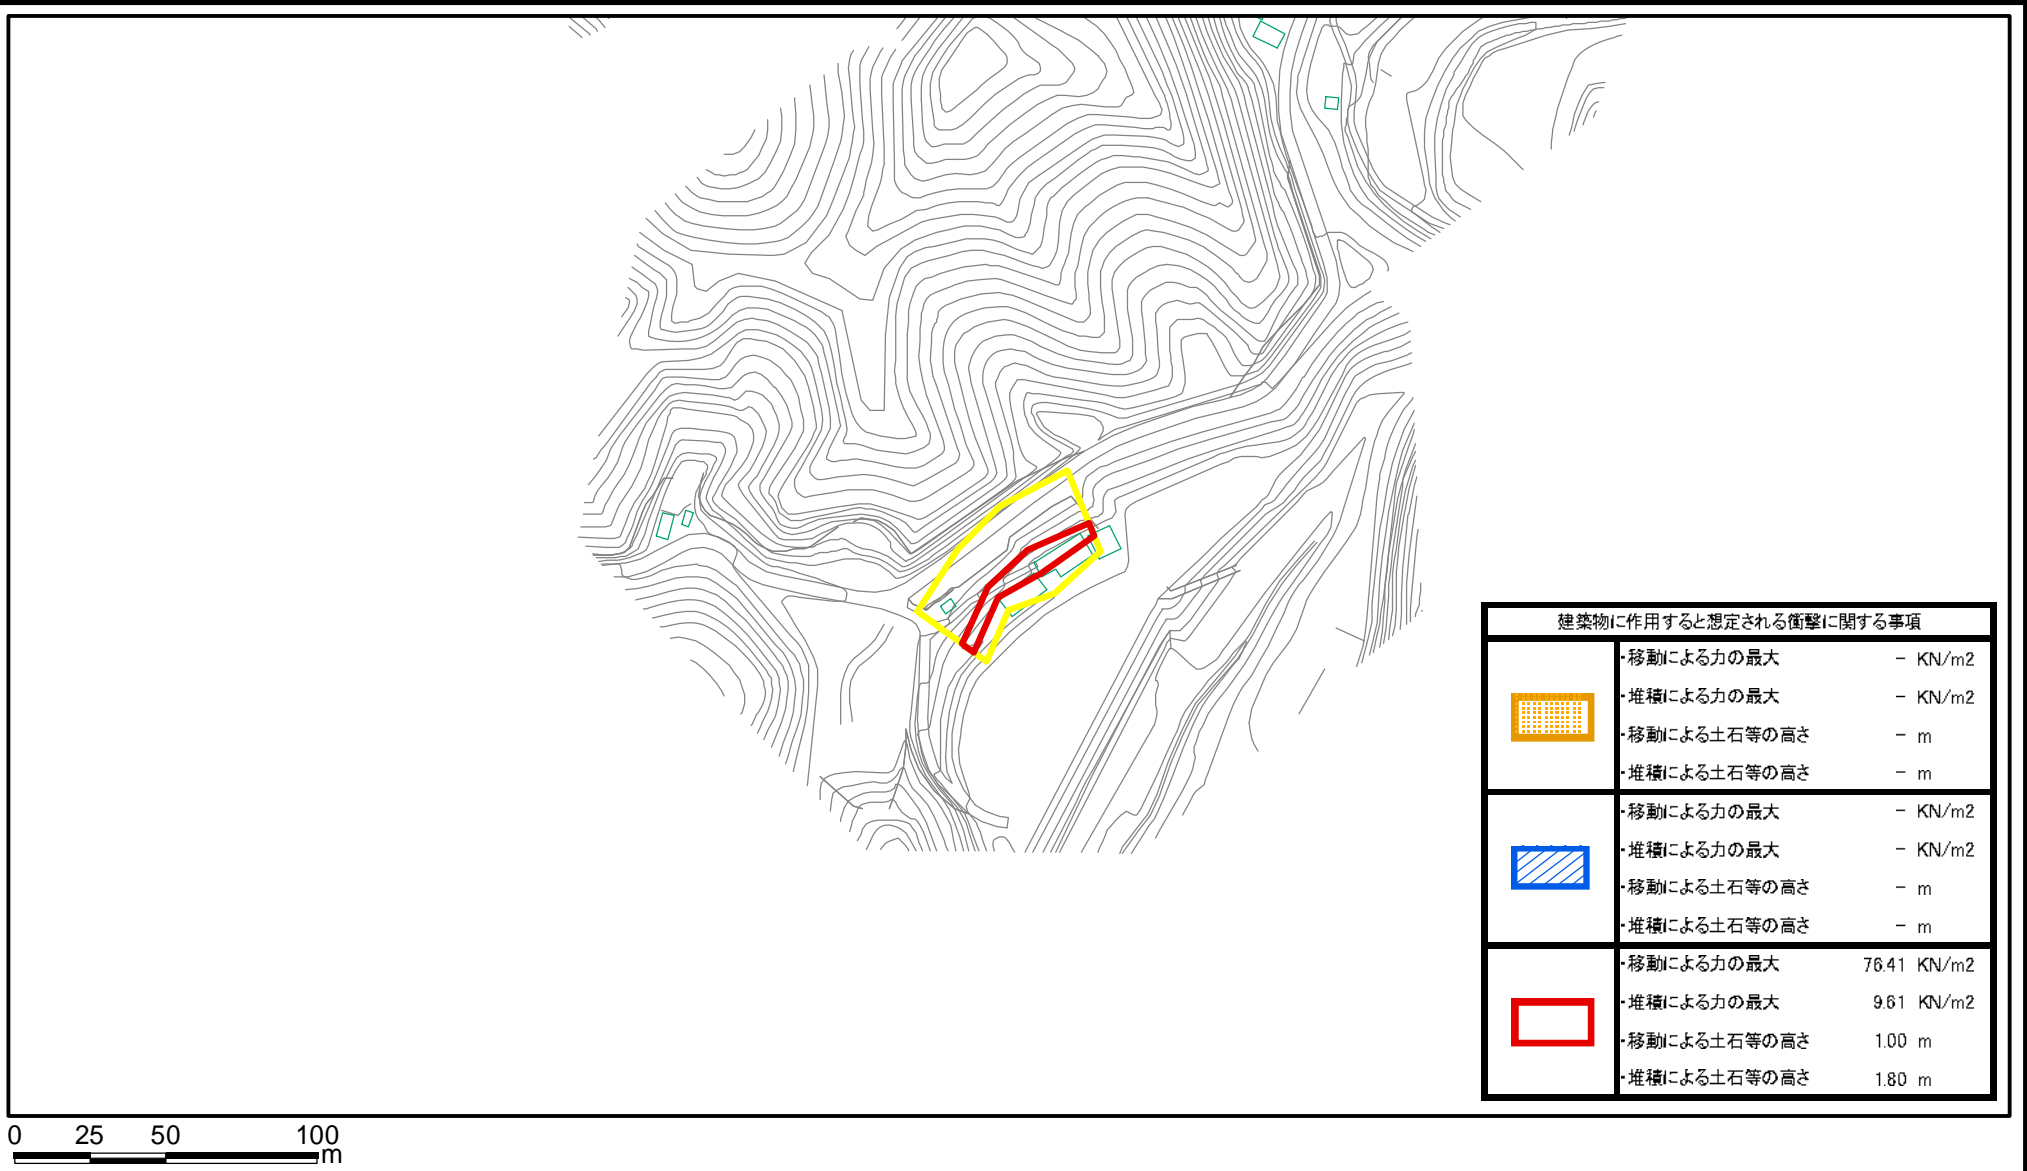 建築物に作用すると想定される衝撃に関する事項
・移動による力の最大 - KN/m2
・堆積による力の最大 - KN/m2
・移動による土石等の高さ - m
・堆積による土石等の高さ - m
・移動による力の最大 - KN/m2
・堆積による力の最大 - KN/m2
・移動による土石等の高さ - m
・堆積による土石等の高さ - m
・移動による力の最大 76.41 KN/m2
・堆積による力の最大 9.61 KN/m2
・移動による土石等の高さ 1.00 m
・堆積による土石等の高さ 1.80 m
0 25 50 100
m